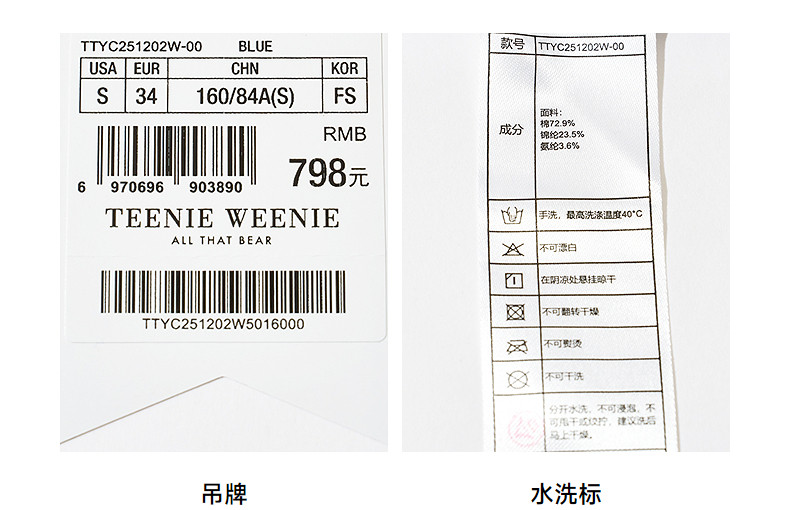 TTYC251202W-00 BLUE
USA EUR CHN KOR
S 34 160/84A(S) FS
RMB
798元
6 970696 903890
TEENIE WEENIE
ALL THAT BEAR
TTYC251202W5016000
吊牌
款号 TTYC251202W-00
成分
面料：
棉72.9%
锦纶23.5%
氨纶3.6%
手洗，最高洗涤温度40°C
不可漂白
在阴凉处悬挂晾干
不可翻转干燥
不可熨烫
不可干洗
分开水洗，不可浸泡，不
可甩干或绞拧，建议洗后
马上干燥。
水洗标